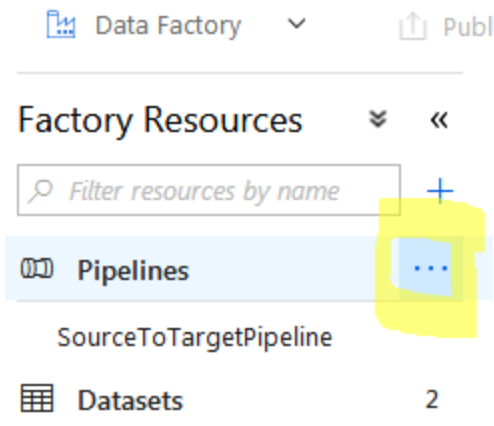 Data Factory Publ
Factory Resources
Filter resources by name
Pipelines
SourceToTargetPipeline
Datasets 2